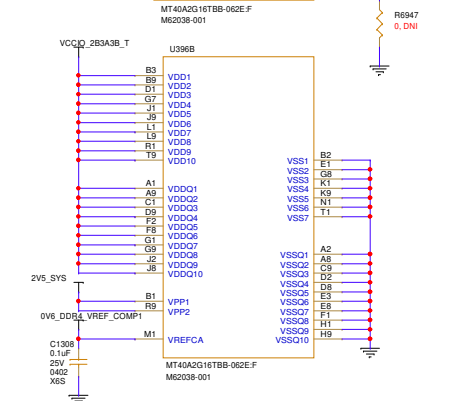 MT40A2G16TBB-062E:F
M62038-001
R6947
0, DNI
U396B
VCCIO_2B3A3B_T
B3 VDD1
B9 VDD2
D1 VDD3
G7 VDD4
J1 VDD5
J9 VDD6
L1 VDD7
L9 VDD8
R1 VDD9
T9 VDD10
VSS1 B2
VSS2 E1
VSS3 G8
VSS4 K1
VSS5 K9
VSS6 N1
VSS7 T1
A1 VDDQ1
A9 VDDQ2
C1 VDDQ3
D9 VDDQ4
F2 VDDQ5
F8 VDDQ6
G1 VDDQ7
G9 VDDQ8
J2 VDDQ9
J8 VDDQ10
VSSQ1 A2
VSSQ2 A8
VSSQ3 C9
VSSQ4 D2
VSSQ5 D8
VSSQ6 E3
VSSQ7 E8
VSSQ8 F1
VSSQ9 H1
VSSQ10 H9
2V5_SYS
B1 VPP1
R9 VPP2
0V6_DDR4_VREF_COMP1
M1 VREFCA
C1308
0.1uF
25V
0402
X6S
MT40A2G16TBB-062E:F
M62038-001